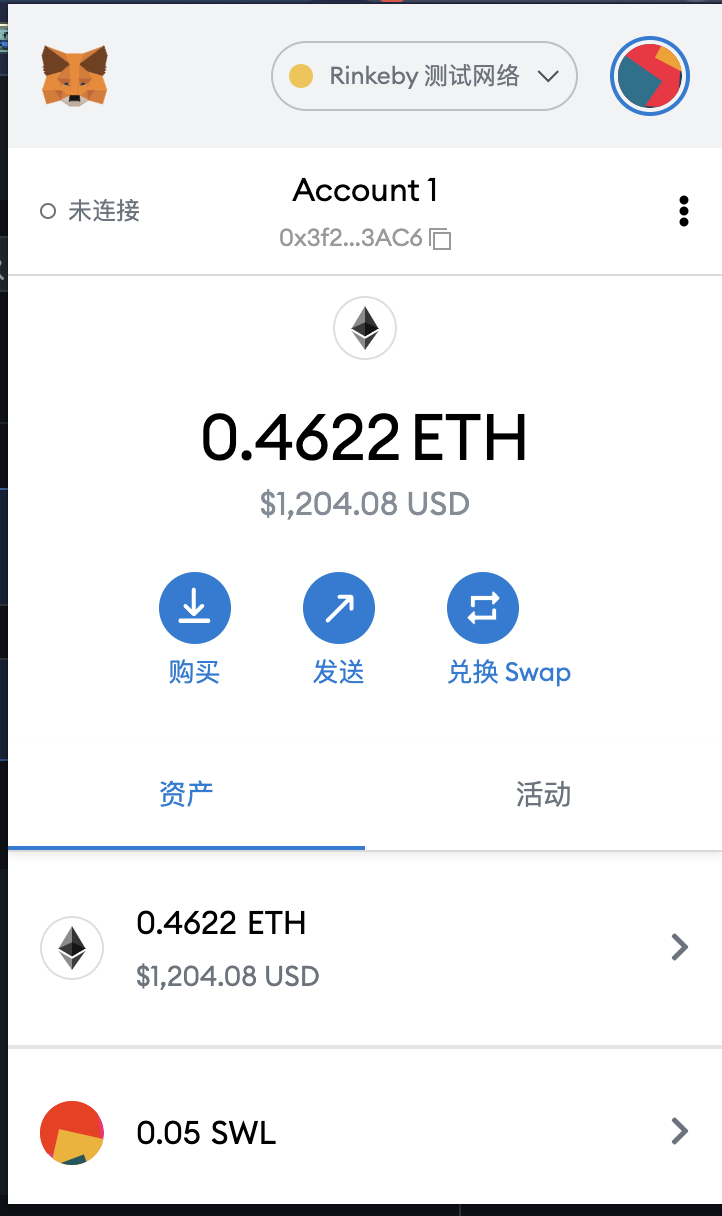 Rinkeby 测试网络
未连接
Account 1
0x3f2...3AC6
0.4622 ETH
$1,204.08 USD
购买
发送
兑换 Swap
资产
活动
0.4622 ETH
$1,204.08 USD
0.05 SWL